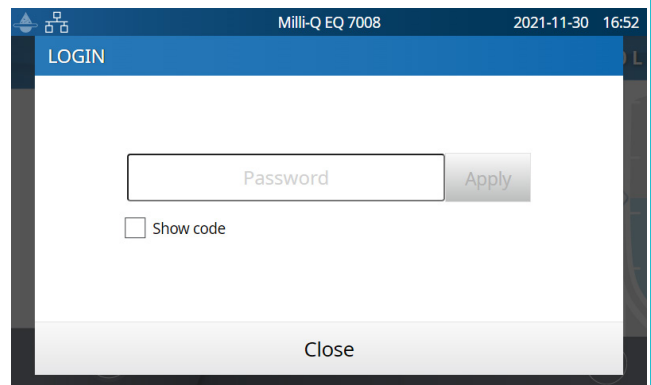 Milli-Q EQ 7008 2021-11-30 16:52
LOGIN
L
Password Apply
Show code
Close